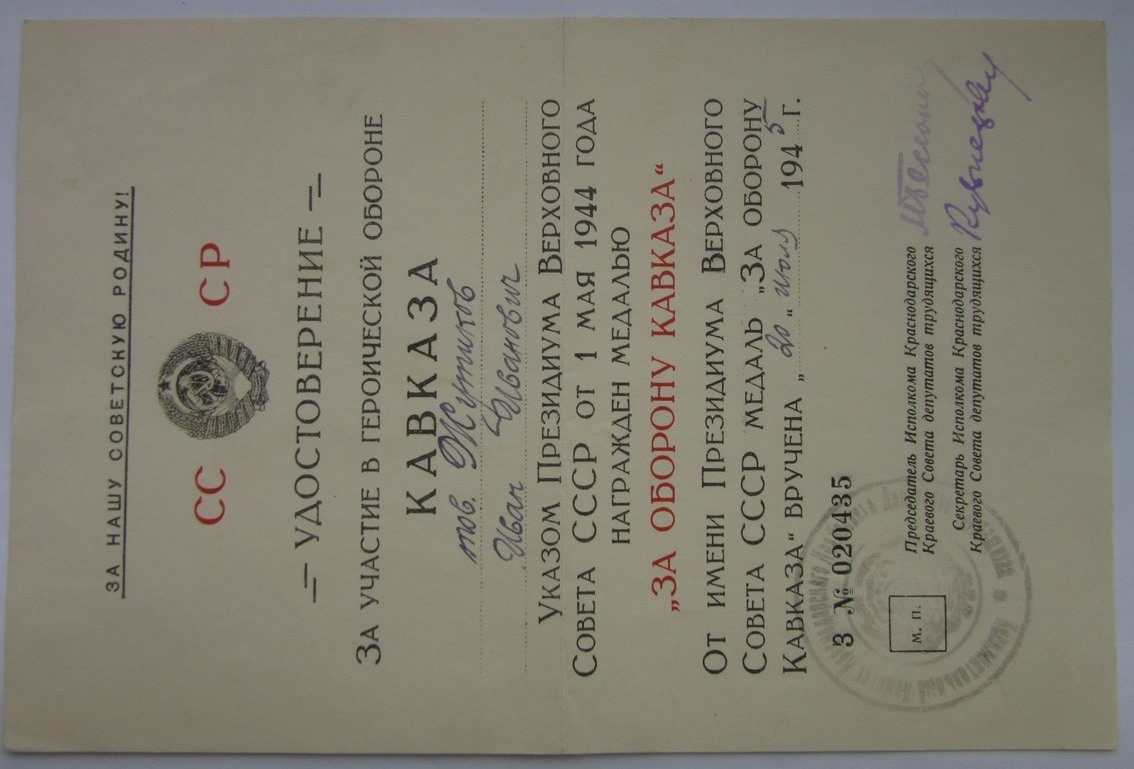 ЗА НАШУ СОВЕТСКУЮ РОДИНУ!
СС СР
УДОСТОВЕРЕНИЕ
ЗА УЧАСТИЕ В ГЕРОИЧЕСКОЙ ОБОРОНЕ
КАВКАЗА
тов. Жутиков
Иван Иванович
УКАЗОМ ПРЕЗИДИУМА ВЕРХОВНОГО
СОВЕТА СССР ОТ 1 МАЯ 1944 ГОДА
НАГРАЖДЕН МЕДАЛЬЮ
„ЗА ОБОРОНУ КАВКАЗА“
ОТ ИМЕНИ ПРЕЗИДИУМА ВЕРХОВНОГО
СОВЕТА СССР МЕДАЛЬ „ЗА ОБОРОНУ
КАВКАЗА“ ВРУЧЕНА „20“ июля 1945 Г.
З № 020435
М. П.
Председатель Исполкома Краснодарского
Краевого Совета депутатов трудящихся
Секретарь Исполкома Краснодарского
Краевого Совета депутатов трудящихся